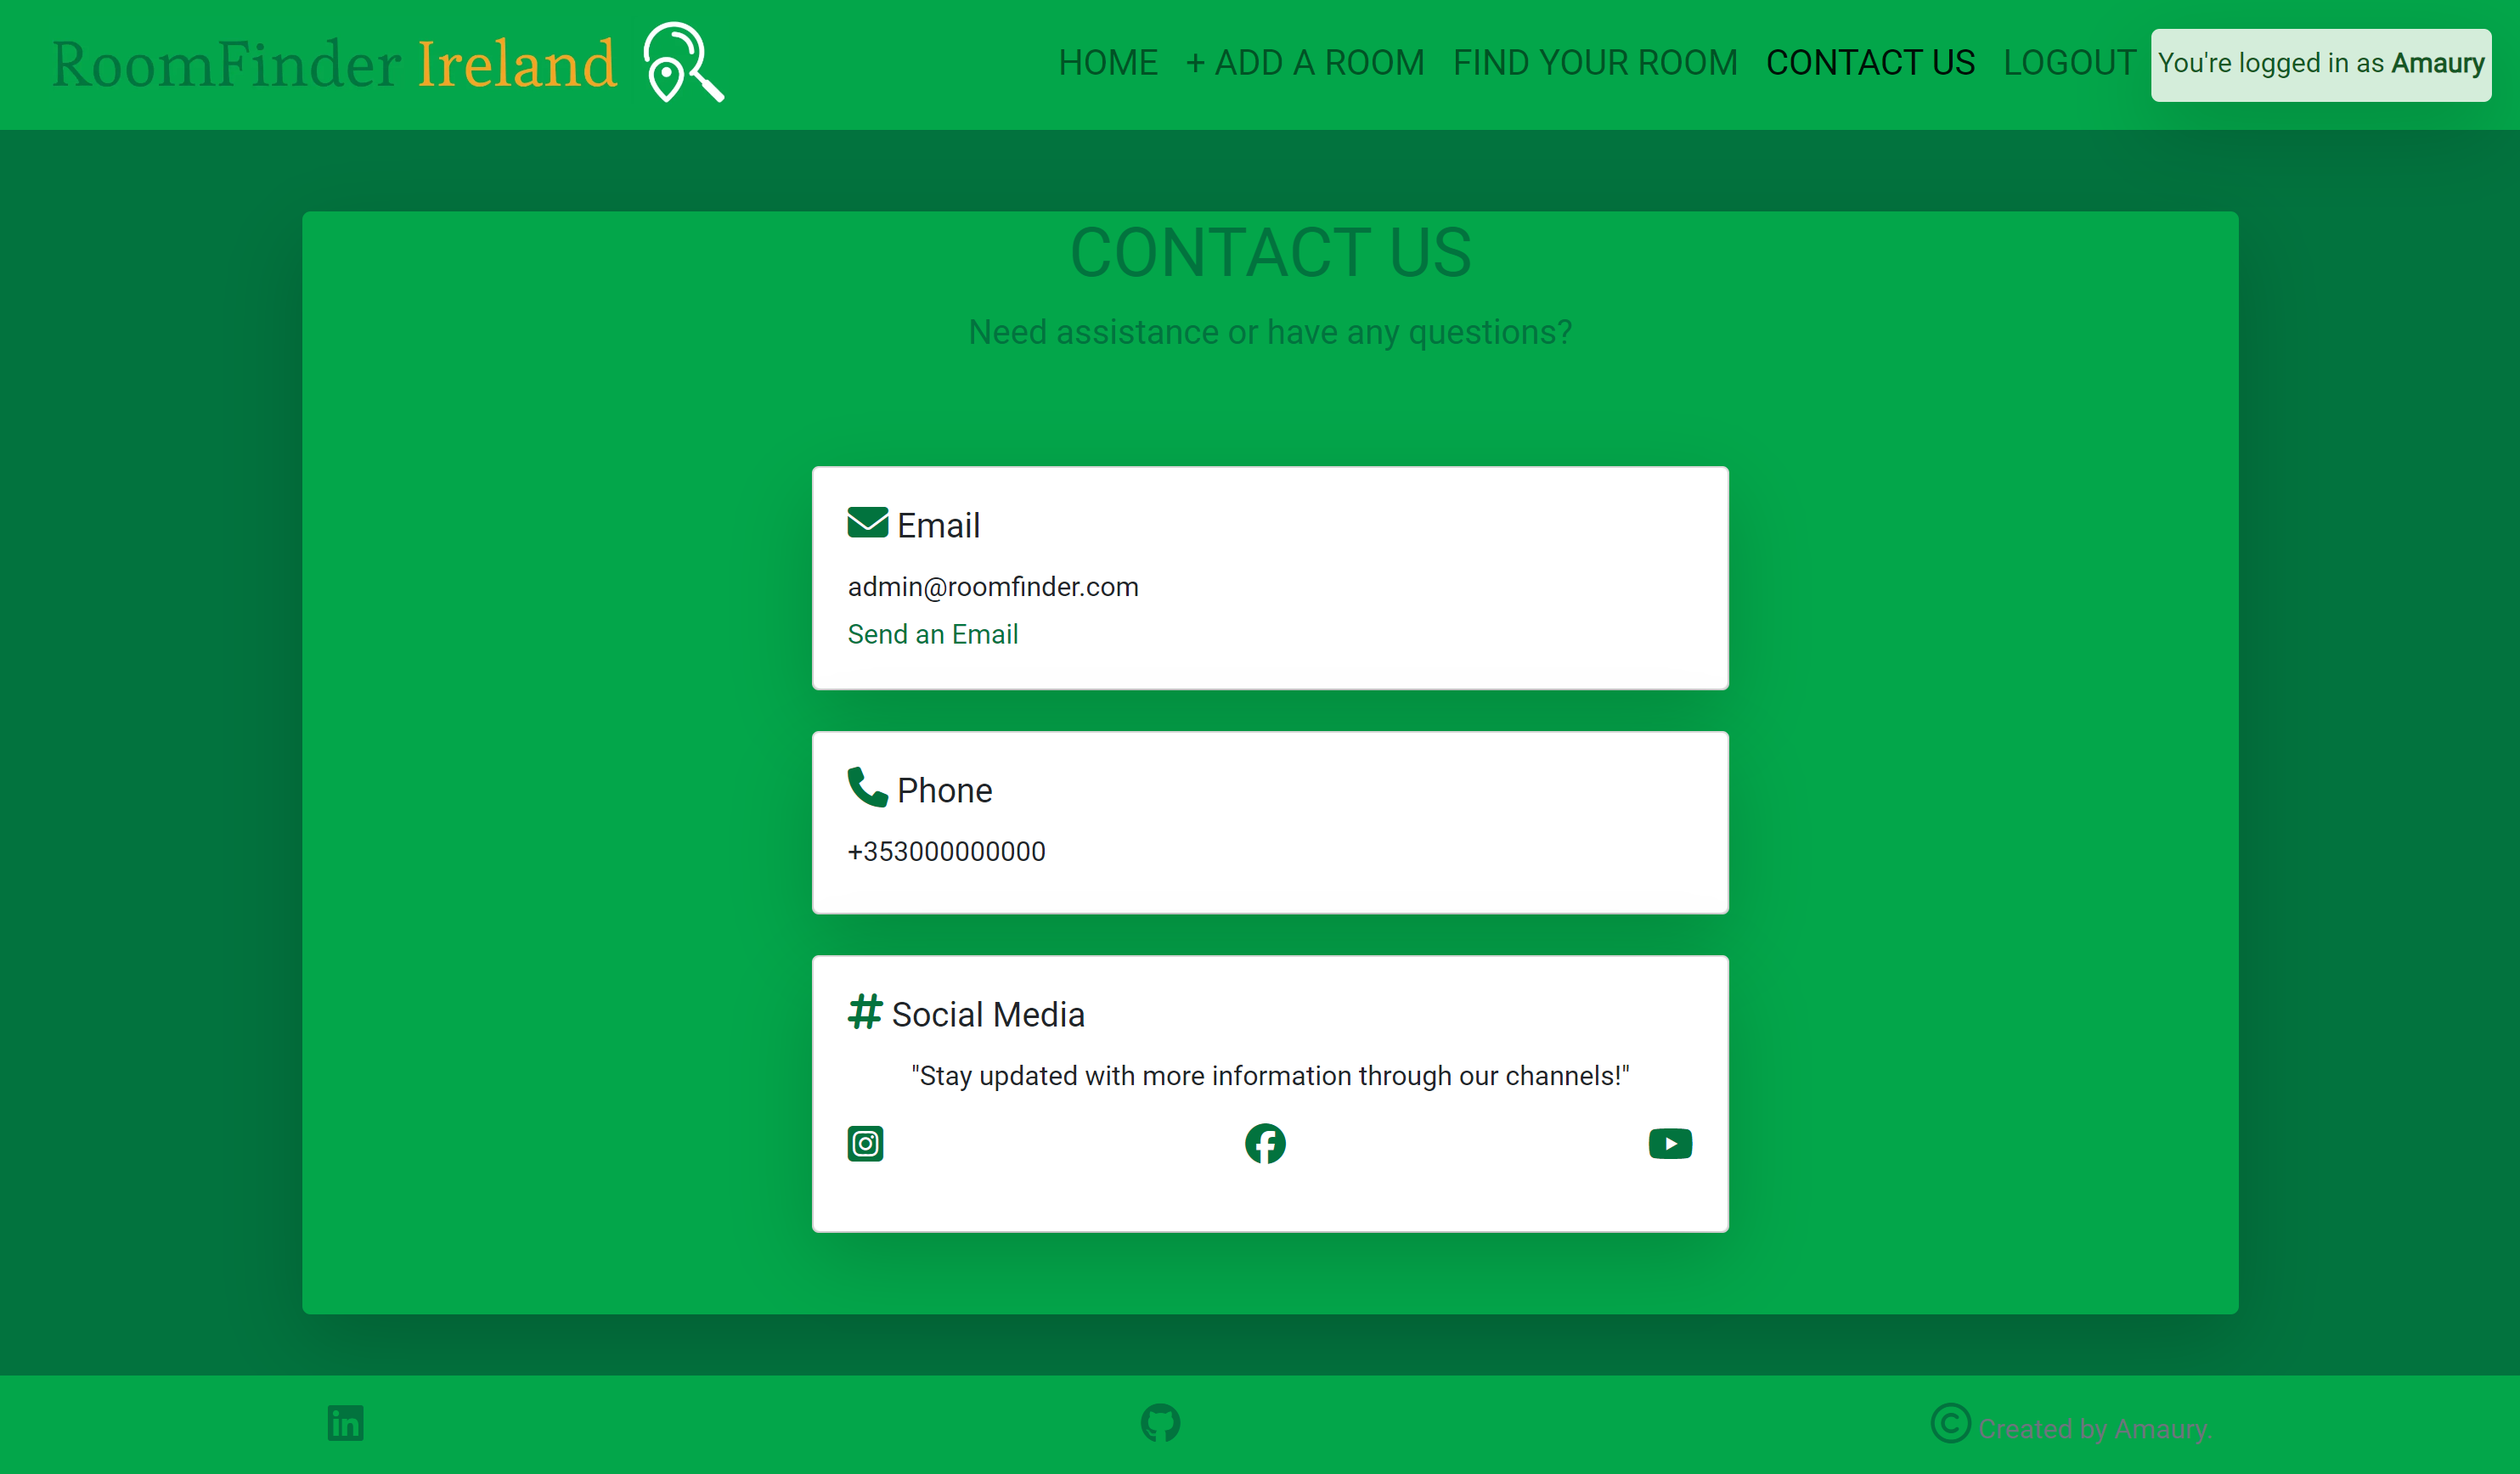 RoomFinder Ireland
HOME + ADD A ROOM FIND YOUR ROOM CONTACT US LOGOUT You're logged in as Amaury
CONTACT US
Need assistance or have any questions?
Email
admin@roomfinder.com
Send an Email
Phone
+353000000000
# Social Media
"Stay updated with more information through our channels!"
© Created by Amaury.